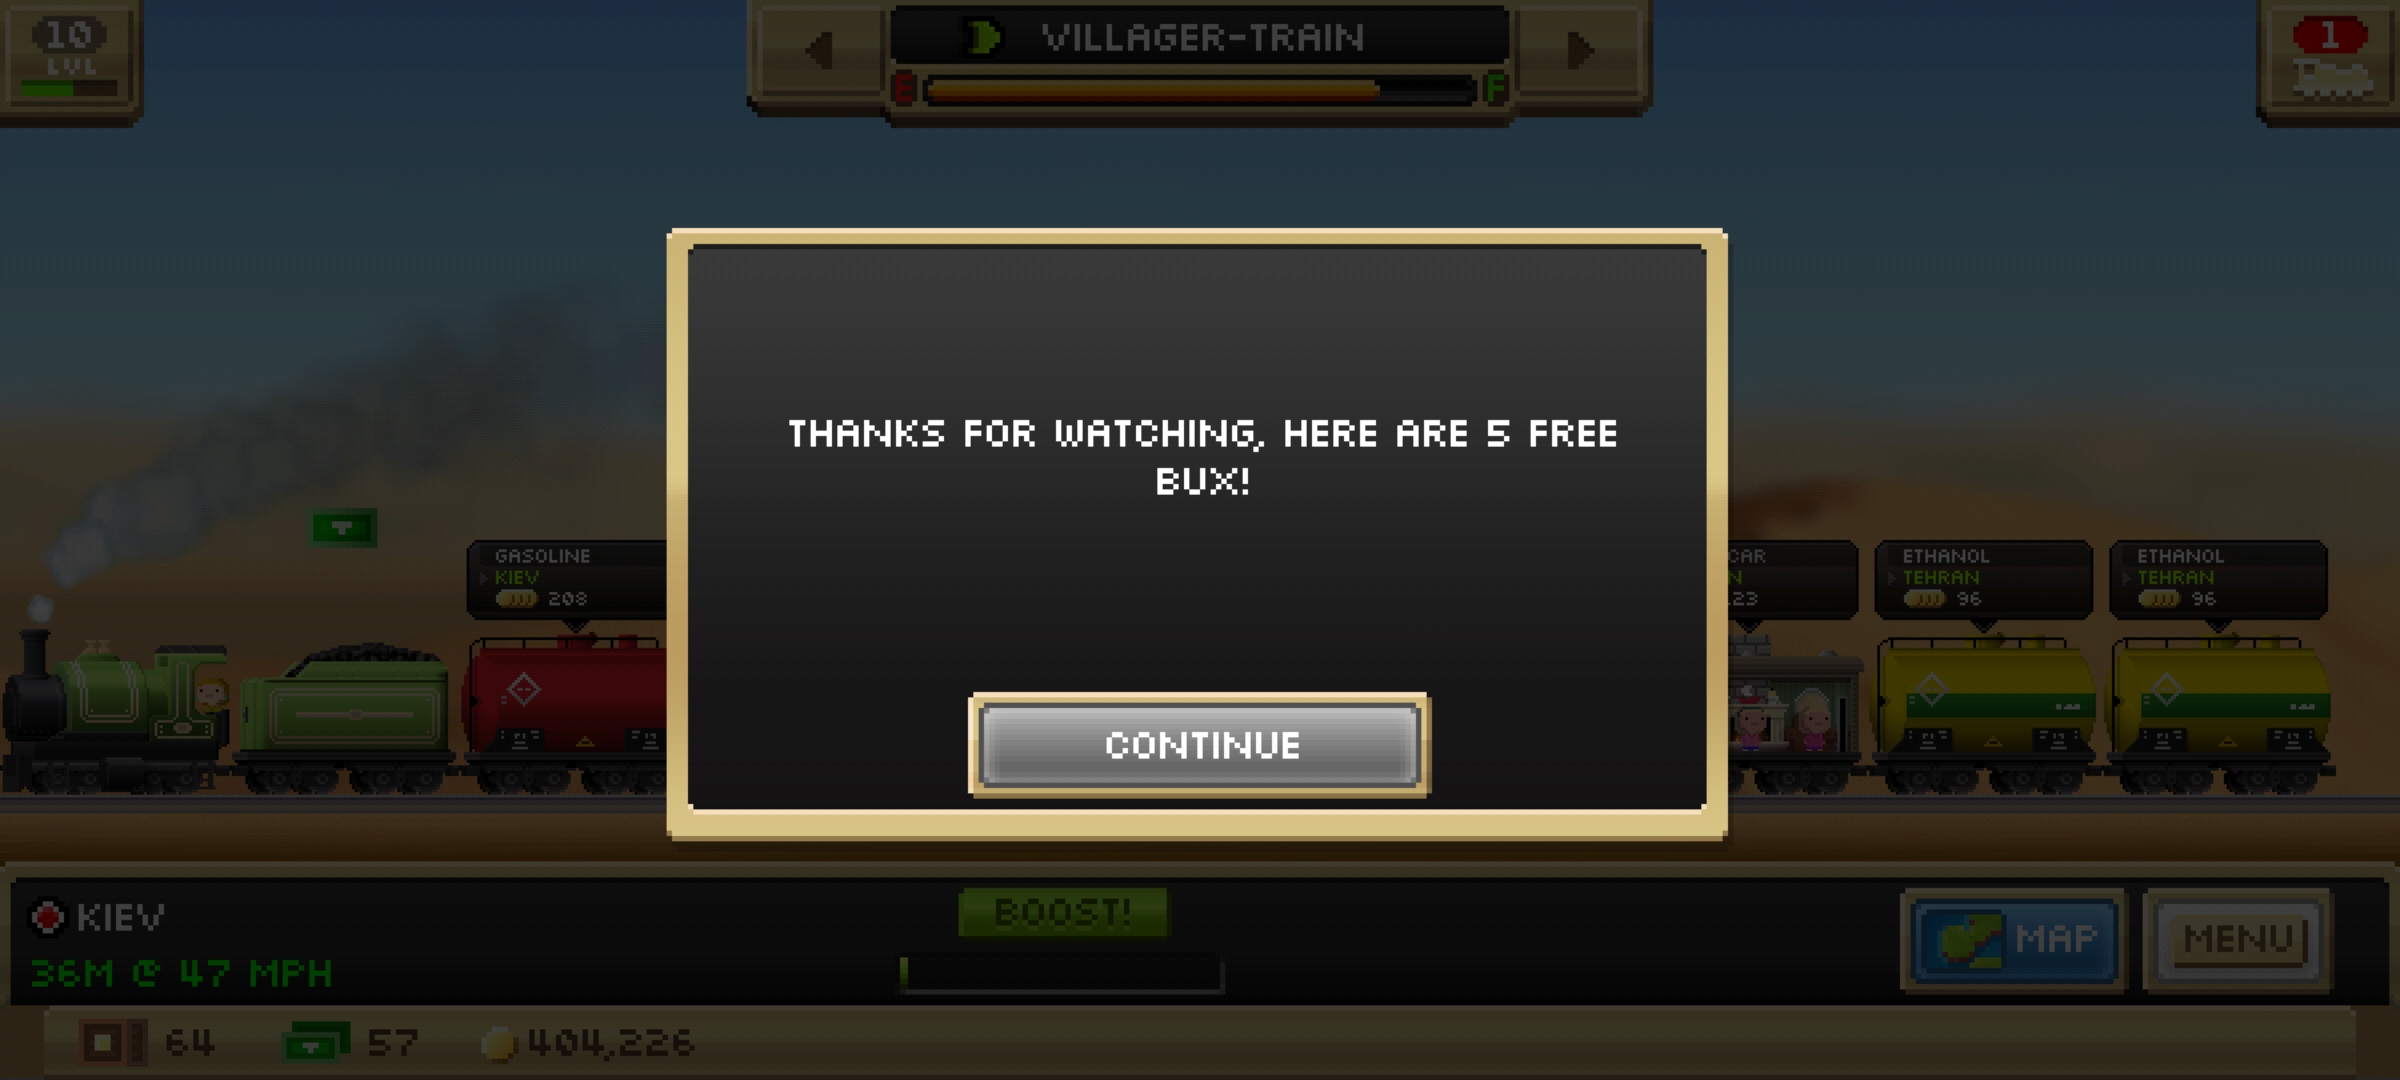 10
LVL
VILLAGER-TRAIN
E F
1
THANKS FOR WATCHING, HERE ARE 5 FREE
BUX!
GASOLINE
KIEV
208
ETHANOL
TEHRAN
96
ETHANOL
TEHRAN
96
CONTINUE
KIEV
36M @ 47 MPH
BOOST!
MAP
MENU
64
57
404,226